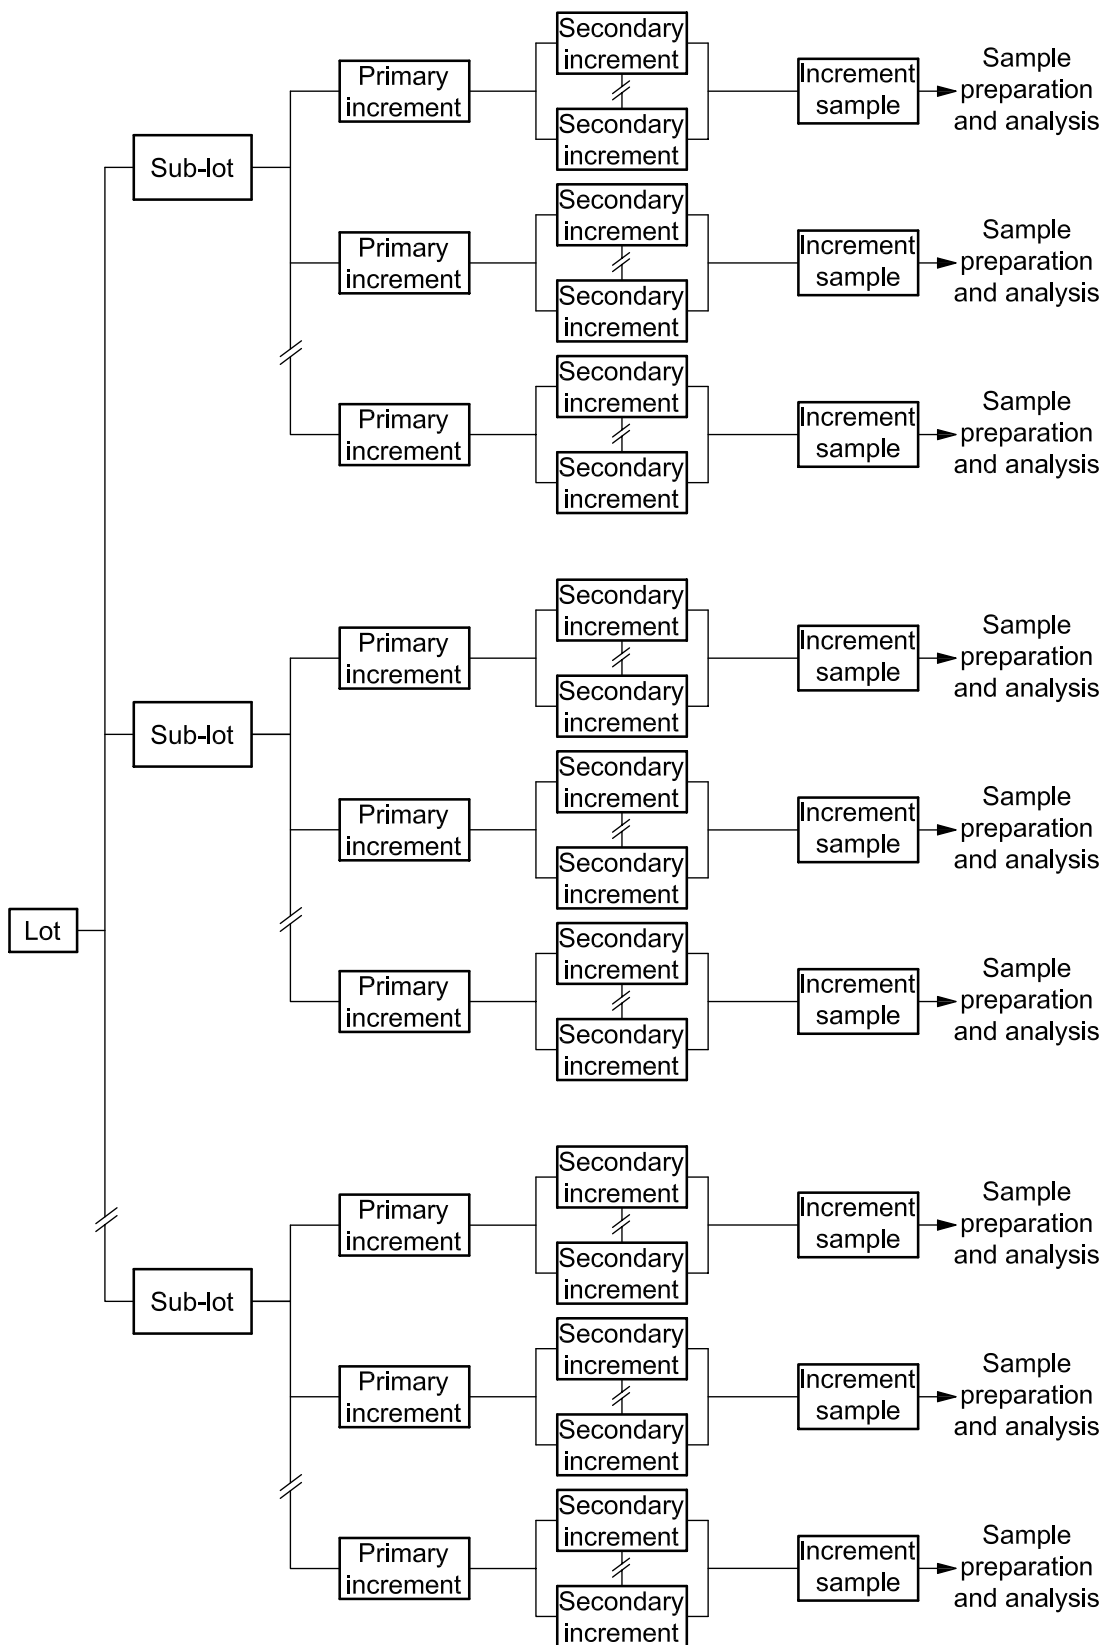 Secondary
increment
Primary
increment
Secondary
increment
Increment
sample
Sample
preparation
and analysis
Sub-lot
Secondary
increment
Primary
increment
Secondary
increment
Increment
sample
Sample
preparation
and analysis
Secondary
increment
Primary
increment
Secondary
increment
Increment
sample
Sample
preparation
and analysis
Secondary
increment
Primary
increment
Secondary
increment
Increment
sample
Sample
preparation
and analysis
Sub-lot
Secondary
increment
Primary
increment
Secondary
increment
Increment
sample
Sample
preparation
and analysis
Lot
Secondary
increment
Primary
increment
Secondary
increment
Increment
sample
Sample
preparation
and analysis
Secondary
increment
Primary
increment
Secondary
increment
Increment
sample
Sample
preparation
and analysis
Sub-lot
Secondary
increment
Primary
increment
Secondary
increment
Increment
sample
Sample
preparation
and analysis
Secondary
increment
Primary
increment
Secondary
increment
Increment
sample
Sample
preparation
and analysis